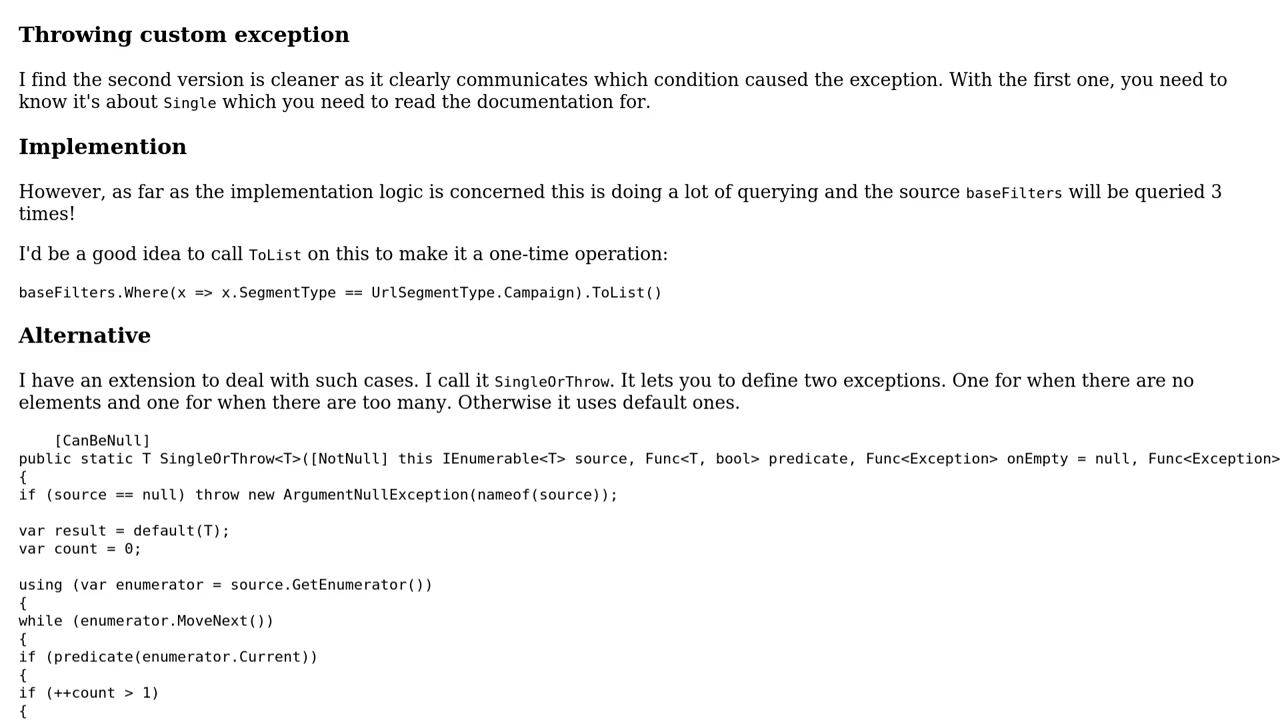 Throwing custom exception
I find the second version is cleaner as it clearly communicates which condition caused the exception. With the first one, you need to
know it's about Single which you need to read the documentation for.
Implemention
However, as far as the implementation logic is concerned this is doing a lot of querying and the source baseFilters will be queried 3
times!
I'd be a good idea to call ToList on this to make it a one-time operation:
baseFilters.Where(x => x.SegmentType == UrlSegmentType.Campaign).ToList()
Alternative
I have an extension to deal with such cases. I call it SingleOrThrow. It lets you to define two exceptions. One for when there are no
elements and one for when there are too many. Otherwise it uses default ones.
[CanBeNull]
public static T SingleOrThrow<T>([NotNull] this IEnumerable<T> source, Func<T, bool> predicate, Func<Exception> onEmpty = null, Func<Exception>
{
if (source == null) throw new ArgumentNullException(nameof(source));
var result = default(T);
var count = 0;
using (var enumerator = source.GetEnumerator())
{
while (enumerator.MoveNext())
{
if (predicate(enumerator.Current))
{
if (++count > 1)
{